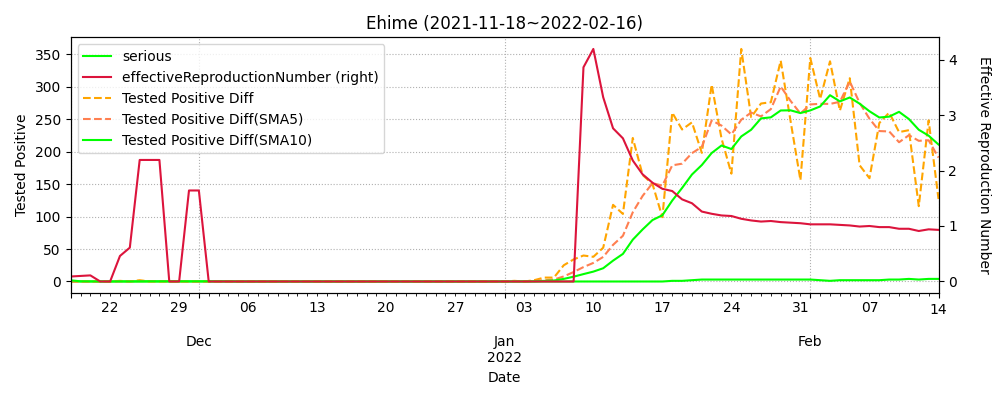 Ehime (2021-11-18~2022-02-16)
serious
effectiveReproductionNumber (right)
Tested Positive Diff
Tested Positive Diff(SMA5)
Tested Positive Diff(SMA10)
Tested Positive
350
300
250
200
150
100
50
0
4
3
2
1
0
Effective Reproduction Number
22 29 06 13 20 27 03 10 17 24 31 07 14
Dec Jan Feb
2022
Date